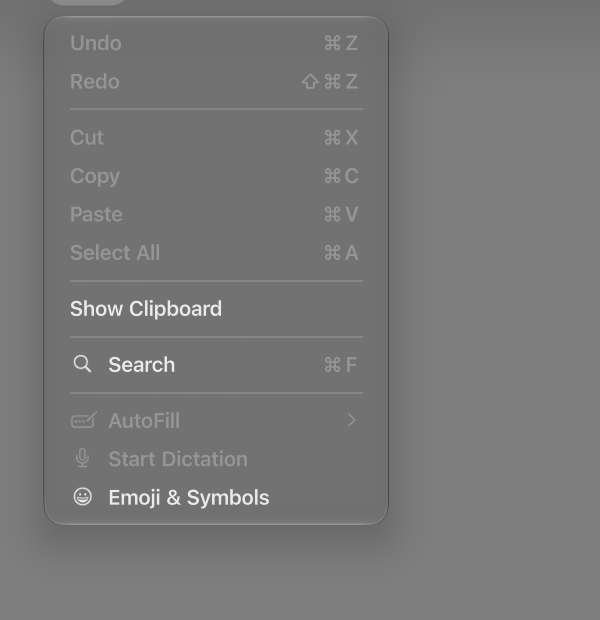 Undo ⌘Z
Redo ⇧⌘Z
Cut ⌘X
Copy ⌘C
Paste ⌘V
Select All ⌘A
Show Clipboard
Search ⌘F
AutoFill
Start Dictation
Emoji & Symbols